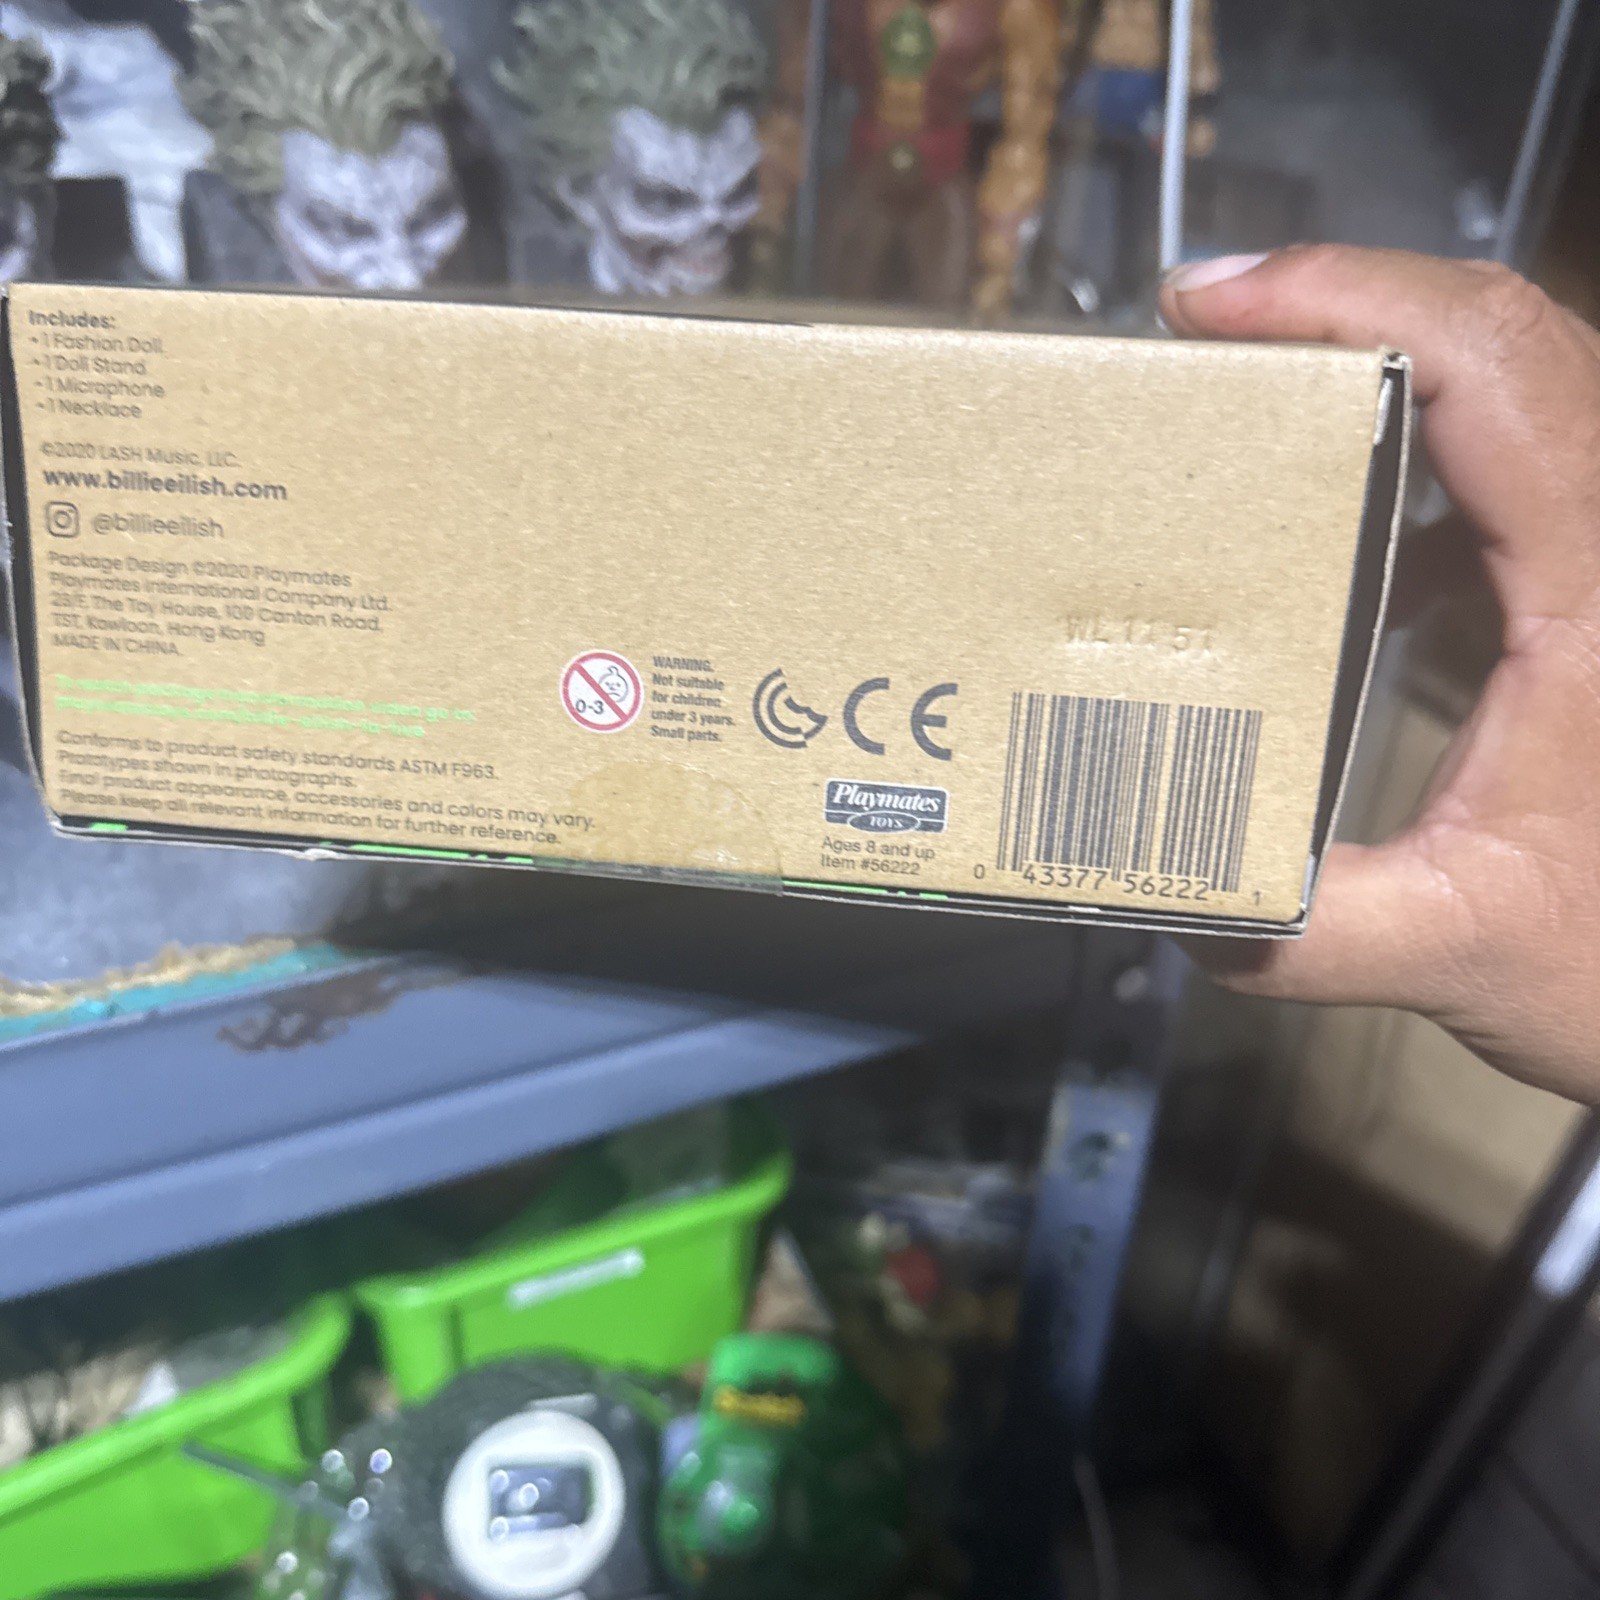 Includes:
• 1 Fashion Doll
• 1 Doll Stand
• 1 Microphone
• 1 Necklace
©2020 LASH Music, LLC.
www.billieeilish.com
@billieeilish
Package Design ©2020 Playmates
Playmates International Company Ltd.
23/F, The Toy House, 100 Canton Road,
TST, Kowloon, Hong Kong
MADE IN CHINA.
Conforms to product safety standards ASTM F963.
Prototypes shown in photographs.
Final product appearance, accessories and colors may vary.
Please keep all relevant information for further reference.
0-3
WARNING.
Not suitable
for children
under 3 years.
Small parts.
CE
Playmates
TOYS
Ages 8 and up
Item #56222
WL 11 51
0 43377 56222 1